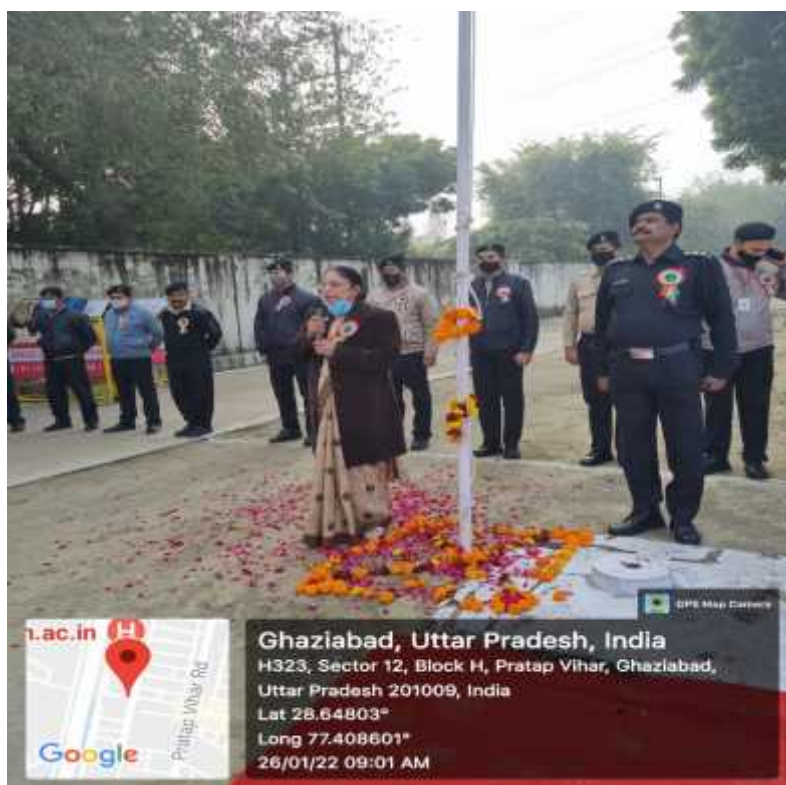 GPS Map Camera
n.ac.in
H
Pratap Vihar Rd
Google
Ghaziabad, Uttar Pradesh, India
H323, Sector 12, Block H, Pratap Vihar, Ghaziabad,
Uttar Pradesh 201009, India
Lat 28.64803°
Long 77.408601°
26/01/22 09:01 AM